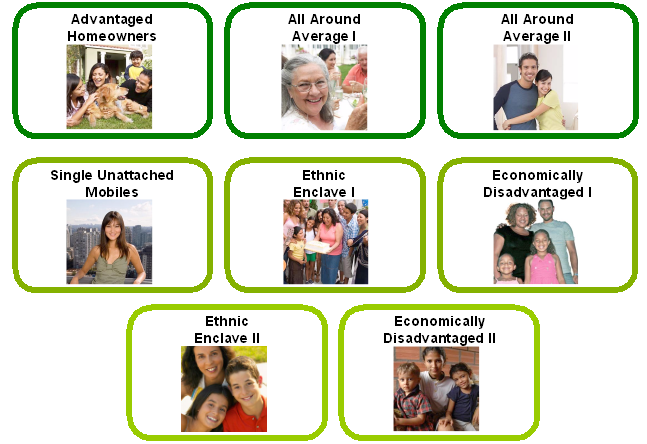 Advantaged
Homeowners
All Around
Average I
All Around
Average II
Single Unattached
Mobiles
Ethnic
Enclave I
Economically
Disadvantaged I
Ethnic
Enclave II
Economically
Disadvantaged II